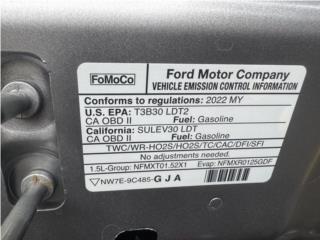 FoMoCo
Ford Motor Company
VEHICLE EMISSION CONTROL INFORMATION
Conforms to regulations: 2022 MY
U.S. EPA: T3B30 LDT2
CA OBD II Fuel: Gasoline
California: SULEV30 LDT
CA OBD II Fuel: Gasoline
TWC/WR-HO2S/HO2S/TC/CAC/DFI/SFI
No adjustments needed.
1.5L-Group: NFMXT01.52X1 Evap: NFMXR0125GDF
NW7E-9C485-GJA